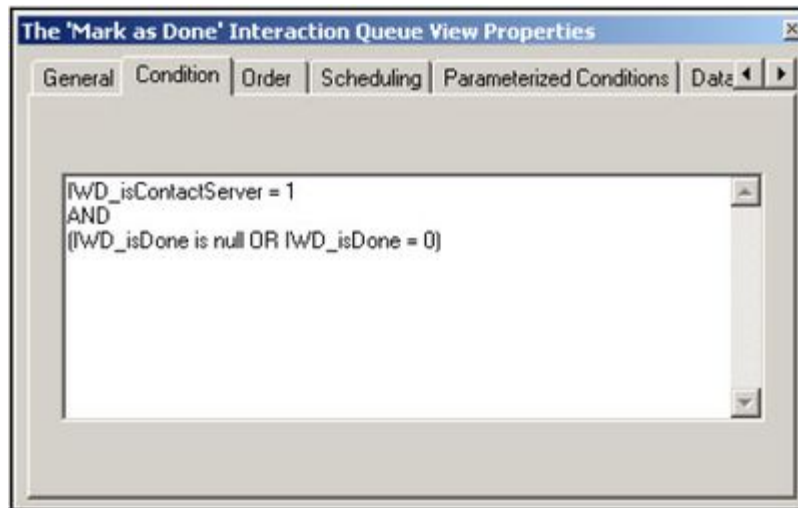 The 'Mark as Done' Interaction Queue View Properties
General Condition Order Scheduling Parameterized Conditions Data
IWD_isContactServer = 1
AND
(IWD_isDone is null OR IWD_isDone = 0)